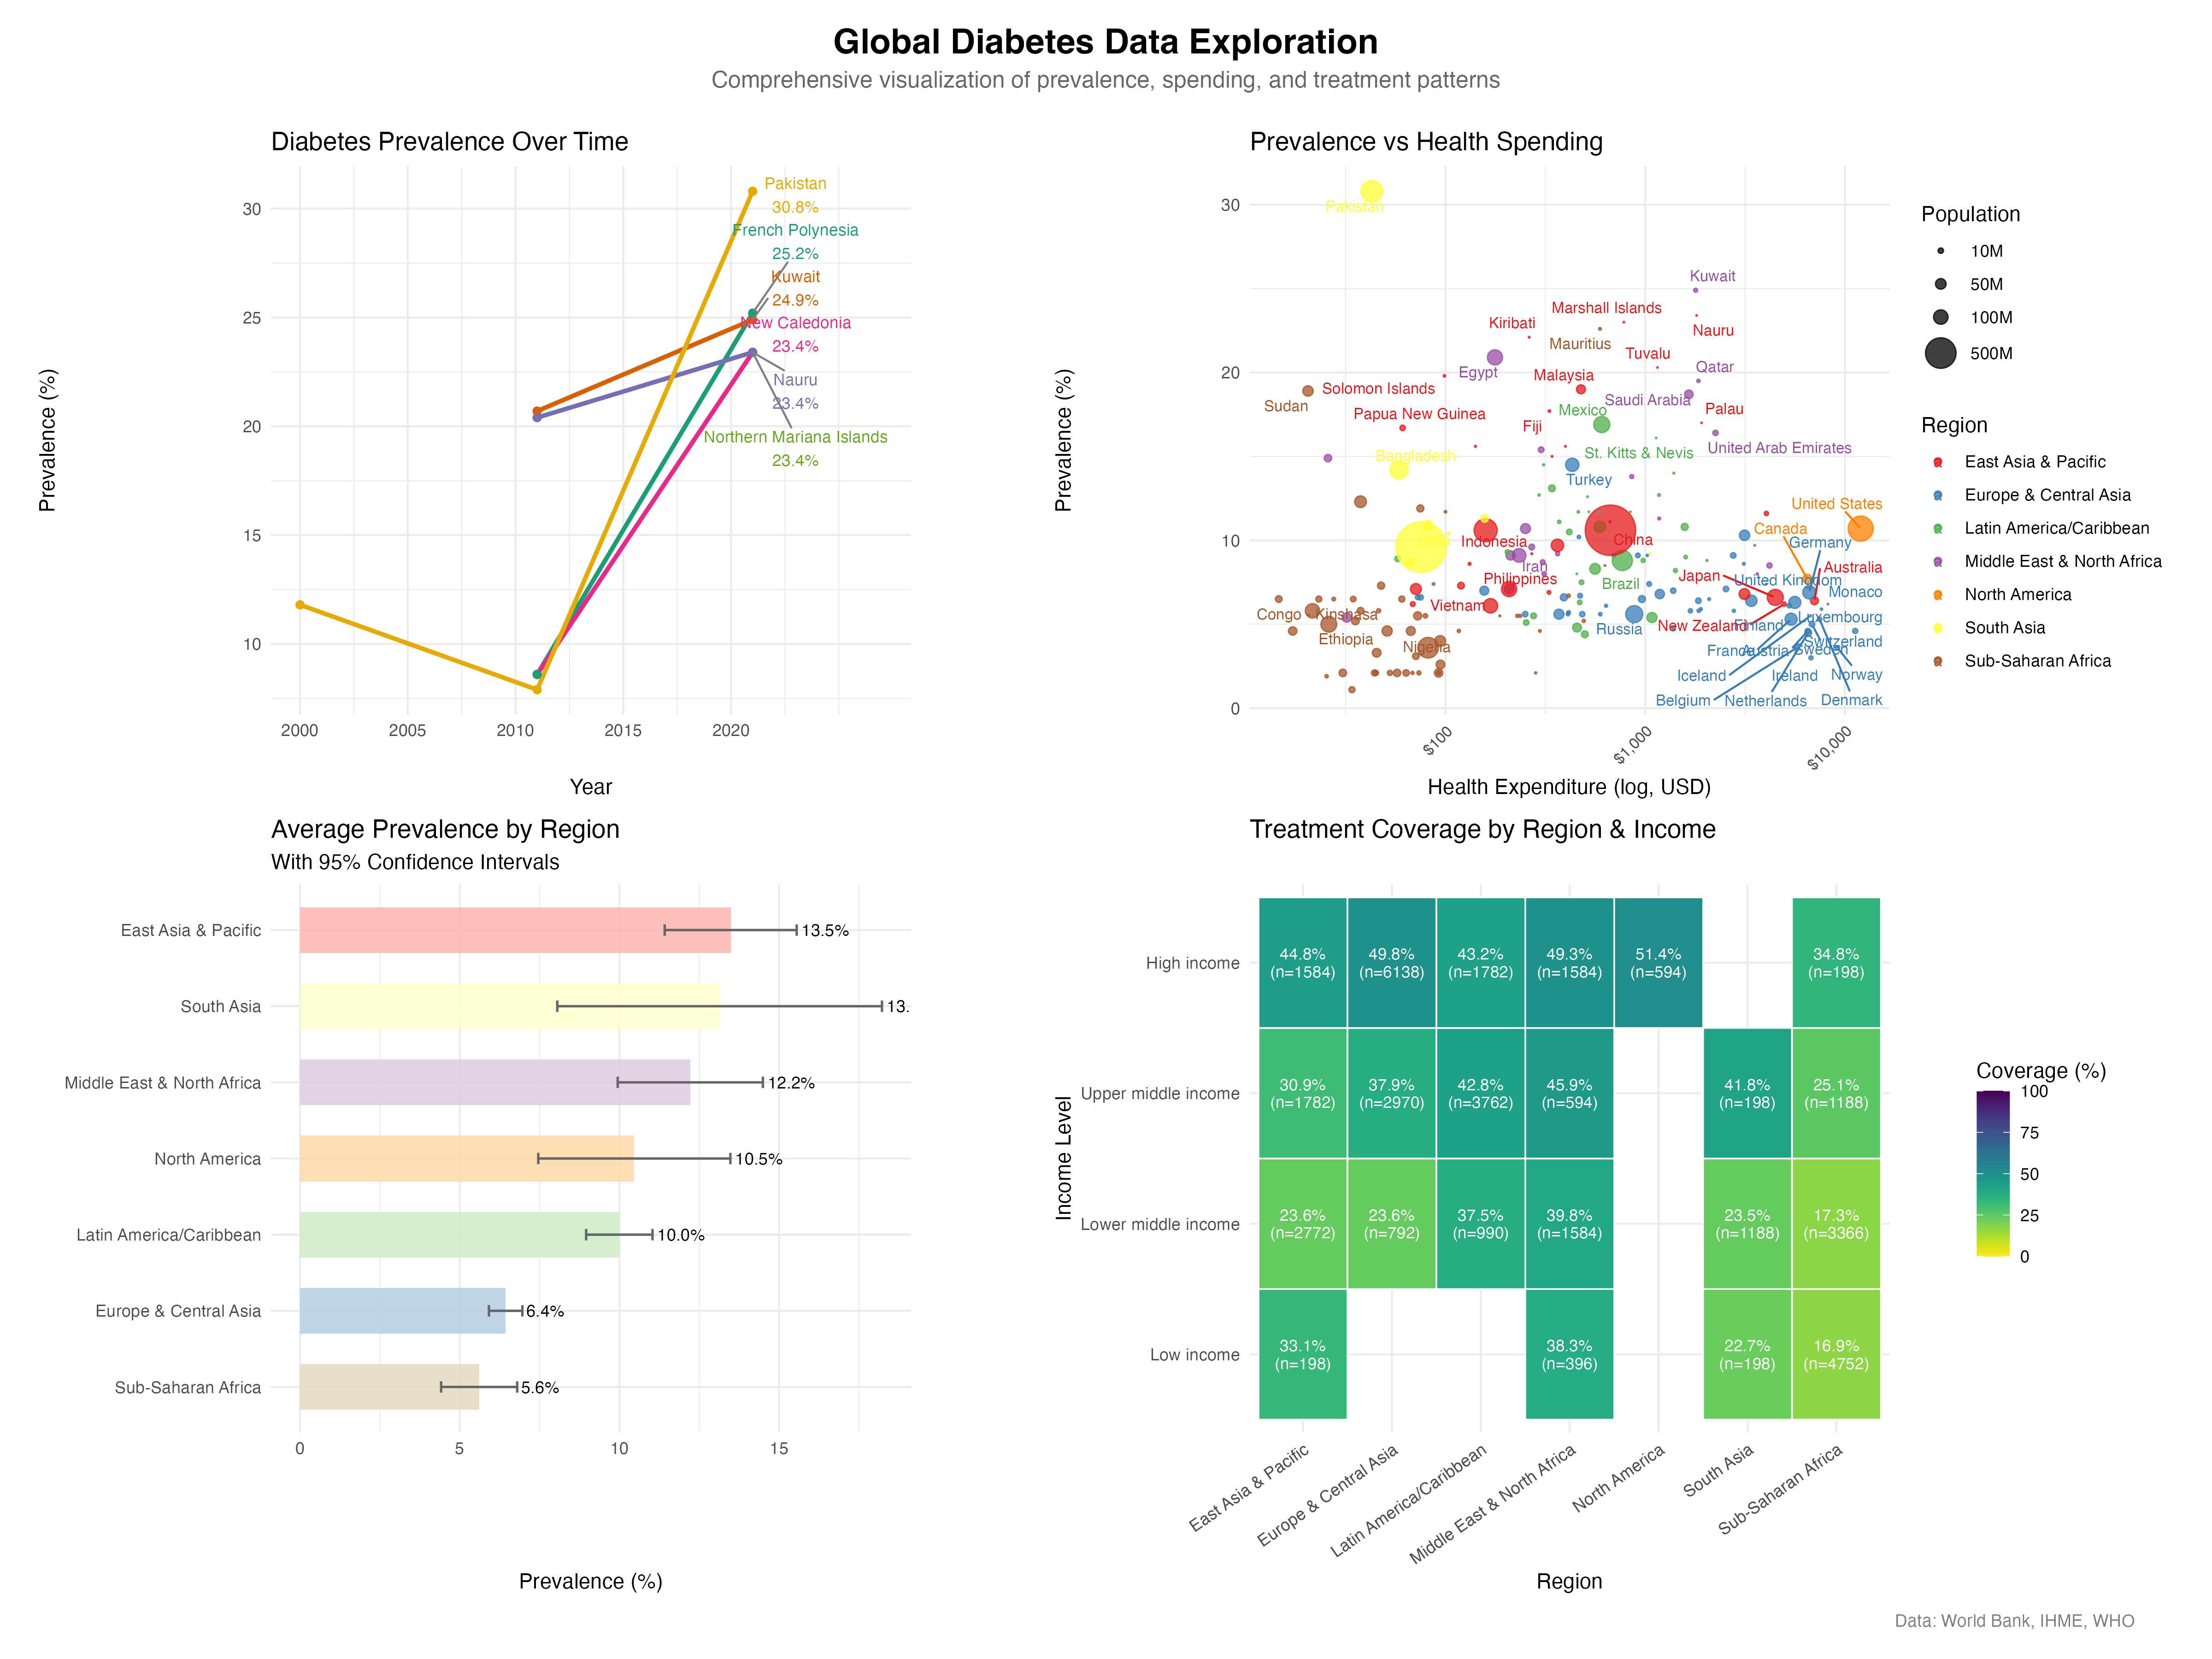 Global Diabetes Data Exploration
Comprehensive visualization of prevalence, spending, and treatment patterns
Diabetes Prevalence Over Time
Prevalence (%)
30
25
20
15
10
Pakistan
30.8%
French Polynesia
25.2%
Kuwait
24.9%
New Caledonia
23.4%
Nauru
23.4%
Northern Mariana Islands
23.4%
2000
2005
2010
2015
2020
Year
Prevalence vs Health Spending
Prevalence (%)
30
20
10
0
Pakistan
Kuwait
Marshall Islands
Kiribati
Nauru
Mauritius
Tuvalu
Egypt
Qatar
Malaysia
Solomon Islands
Saudi Arabia
Sudan
Mexico
Palau
Papua New Guinea
Fiji
United Arab Emirates
St. Kitts & Nevis
Bangladesh
Turkey
United States
Canada
India
Indonesia
China
Germany
Iran
Australia
Japan
Philippines
Brazil
United Kingdom
Monaco
Vietnam
Congo - Kinshasa
Luxembourg
Russia
New Zealand
Finland
Ethiopia
Nigeria
Switzerland
France
Austria
Sweden
Iceland
Ireland
Norway
Belgium
Netherlands
Denmark
$100
$1,000
$10,000
Health Expenditure (log, USD)
Population
10M
50M
100M
500M
Region
East Asia & Pacific
Europe & Central Asia
Latin America/Caribbean
Middle East & North Africa
North America
South Asia
Sub-Saharan Africa
Average Prevalence by Region
With 95% Confidence Intervals
East Asia & Pacific
13.5%
South Asia
13.
Middle East & North Africa
12.2%
North America
10.5%
Latin America/Caribbean
10.0%
Europe & Central Asia
6.4%
Sub-Saharan Africa
5.6%
0
5
10
15
Prevalence (%)
Treatment Coverage by Region & Income
Income Level
High income
44.8%
(n=1584)
49.8%
(n=6138)
43.2%
(n=1782)
49.3%
(n=1584)
51.4%
(n=594)
34.8%
(n=198)
Upper middle income
30.9%
(n=1782)
37.9%
(n=2970)
42.8%
(n=3762)
45.9%
(n=594)
41.8%
(n=198)
25.1%
(n=1188)
Lower middle income
23.6%
(n=2772)
23.6%
(n=792)
37.5%
(n=990)
39.8%
(n=1584)
23.5%
(n=1188)
17.3%
(n=3366)
Low income
33.1%
(n=198)
38.3%
(n=396)
22.7%
(n=198)
16.9%
(n=4752)
East Asia & Pacific
Europe & Central Asia
Latin America/Caribbean
Middle East & North Africa
North America
South Asia
Sub-Saharan Africa
Region
Coverage (%)
100
75
50
25
0
Data: World Bank, IHME, WHO